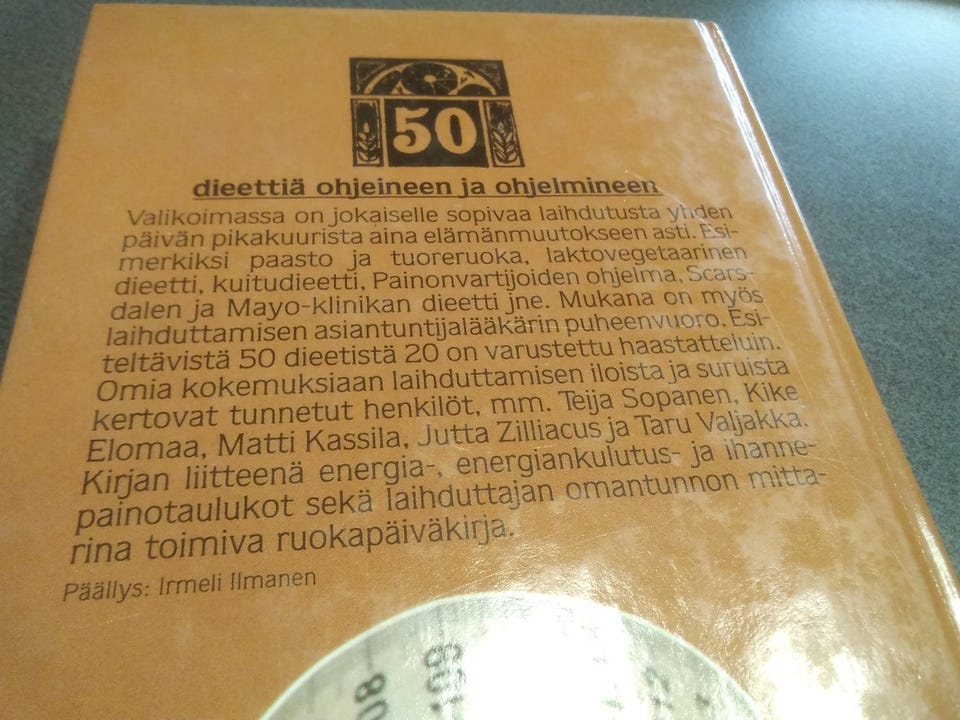 50
dieettiä ohjeineen ja ohjelmineen
Valikoimassa on jokaiselle sopivaa laihdutusta yhden
päivän pikakuurista aina elämänmuutokseen asti. Esi-
merkiksi paasto ja tuoreruoka, laktovegetaarinen
dieetti, kuitudieetti, Painonvartijoiden ohjelma, Scars-
dalen ja Mayo-klinikan dieetti jne. Mukana on myös
laihduttamisen asiantuntijalääkärin puheenvuoro. Esi-
teltävistä 50 dieetistä 20 on varustettu haastatteluin.
Omia kokemuksiaan laihduttamisen iloista ja suruista
kertovat tunnetut henkilöt, mm. Teija Sopanen, Kike
Elomaa, Matti Kassila, Jutta Zilliacus ja Taru Valjakka.
Kirjan liitteenä energia-, energiankulutus- ja ihanne-
painotaulukot sekä laihduttajan omantunnon mitta-
rina toimiva ruokapäiväkirja.
Päällys: Irmeli Ilmanen